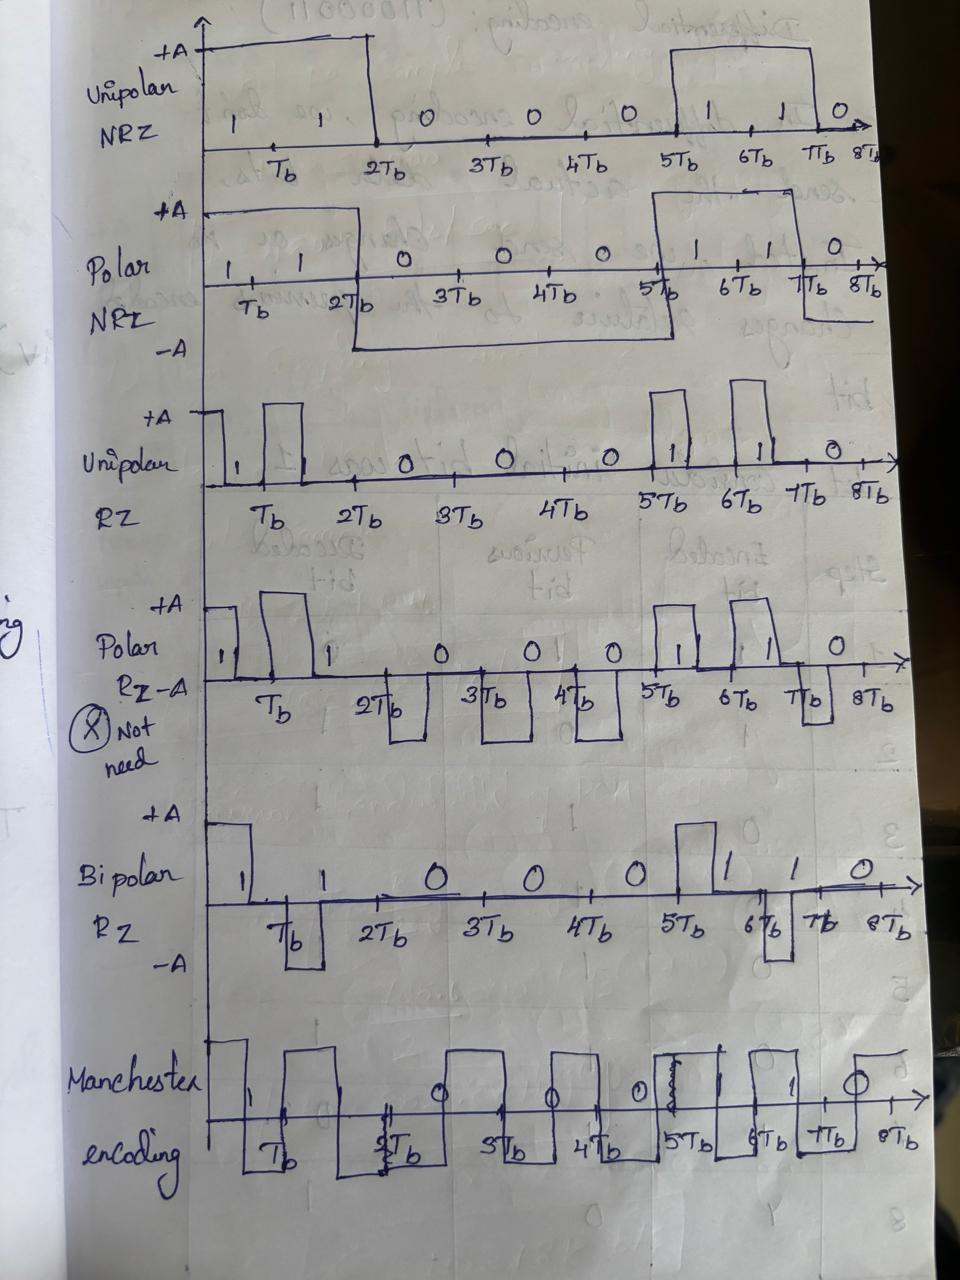 +A
Unipolar
NRZ
1 1 0 0 0 1 1 0
Tb 2Tb 3Tb 4Tb 5Tb 6Tb 7Tb 8Tb
+A
Polar
NRZ
1 1 0 0 0 1 1 0
Tb 2Tb 3Tb 4Tb 5Tb 6Tb 7Tb 8Tb
-A
+A
Unipolar
RZ
1 1 0 0 0 1 1 0
Tb 2Tb 3Tb 4Tb 5Tb 6Tb 7Tb 8Tb
+A
Polar
RZ -A
1 1 0 0 0 1 1 0
Tb 2Tb 3Tb 4Tb 5Tb 6Tb 7Tb 8Tb
X Not
need
+A
Bipolar
RZ
1 1 0 0 0 1 1 0
Tb 2Tb 3Tb 4Tb 5Tb 6Tb 7Tb 8Tb
-A
Manchester
encoding
1 0 0 0 1 1 0
Tb 2Tb 3Tb 4Tb 5Tb 6Tb 7Tb 8Tb